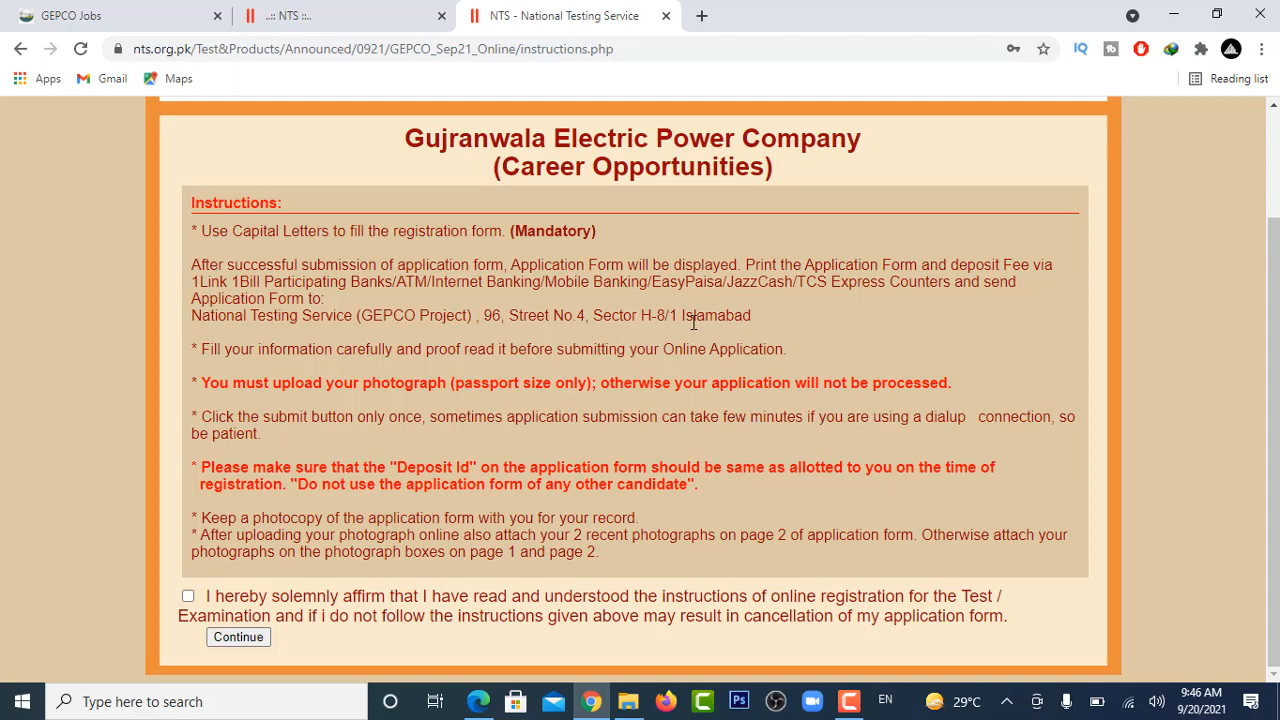 GEPCO Jobs
..:: NTS ::..
NTS - National Testing Service
nts.org.pk/Test&Products/Announced/0921/GEPCO_Sep21_Online/instructions.php
IQ
Apps
Gmail
Maps
Reading list
Gujranwala Electric Power Company
(Career Opportunities)
Instructions:
* Use Capital Letters to fill the registration form. (Mandatory)
After successful submission of application form, Application Form will be displayed. Print the Application Form and deposit Fee via
1Link 1Bill Participating Banks/ATM/Internet Banking/Mobile Banking/EasyPaisa/JazzCash/TCS Express Counters and send
Application Form to:
National Testing Service (GEPCO Project) , 96, Street No.4, Sector H-8/1 Islamabad
* Fill your information carefully and proof read it before submitting your Online Application.
* You must upload your photograph (passport size only); otherwise your application will not be processed.
* Click the submit button only once, sometimes application submission can take few minutes if you are using a dialup connection, so
be patient.
* Please make sure that the "Deposit Id" on the application form should be same as allotted to you on the time of
registration. "Do not use the application form of any other candidate".
* Keep a photocopy of the application form with you for your record.
* After uploading your photograph online also attach your 2 recent photographs on page 2 of application form. Otherwise attach your
photographs on the photograph boxes on page 1 and page 2.
I hereby solemnly affirm that I have read and understood the instructions of online registration for the Test /
Examination and if i do not follow the instructions given above may result in cancellation of my application form.
Continue
Type here to search
Ps
EN
29°C
9:46 AM
9/20/2021